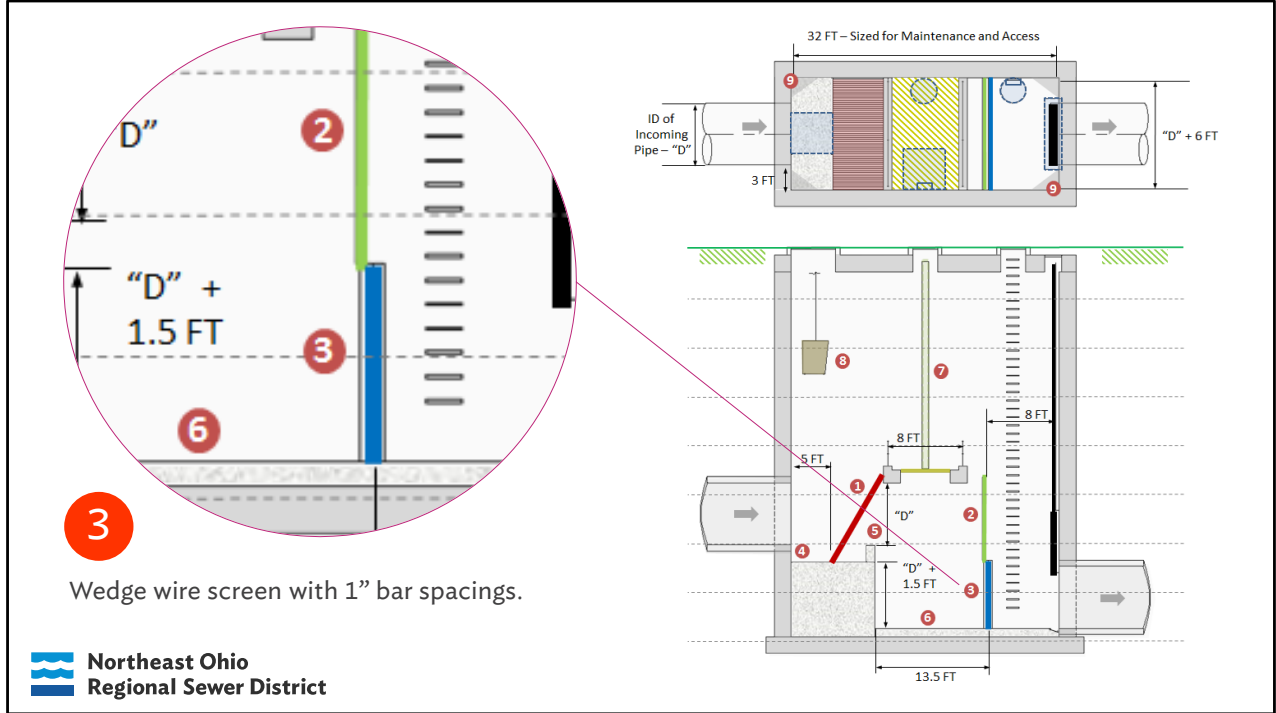 D”
2
“D” +
1.5 FT
3
6
3
Wedge wire screen with 1” bar spacings.
Northeast Ohio
Regional Sewer District
32 FT – Sized for Maintenance and Access
9
ID of
Incoming
Pipe – “D”
“D” + 6 FT
3 FT
9
8
7
8 FT
8 FT
5 FT
1
2
“D”
5
4
“D” +
1.5 FT
3
6
13.5 FT